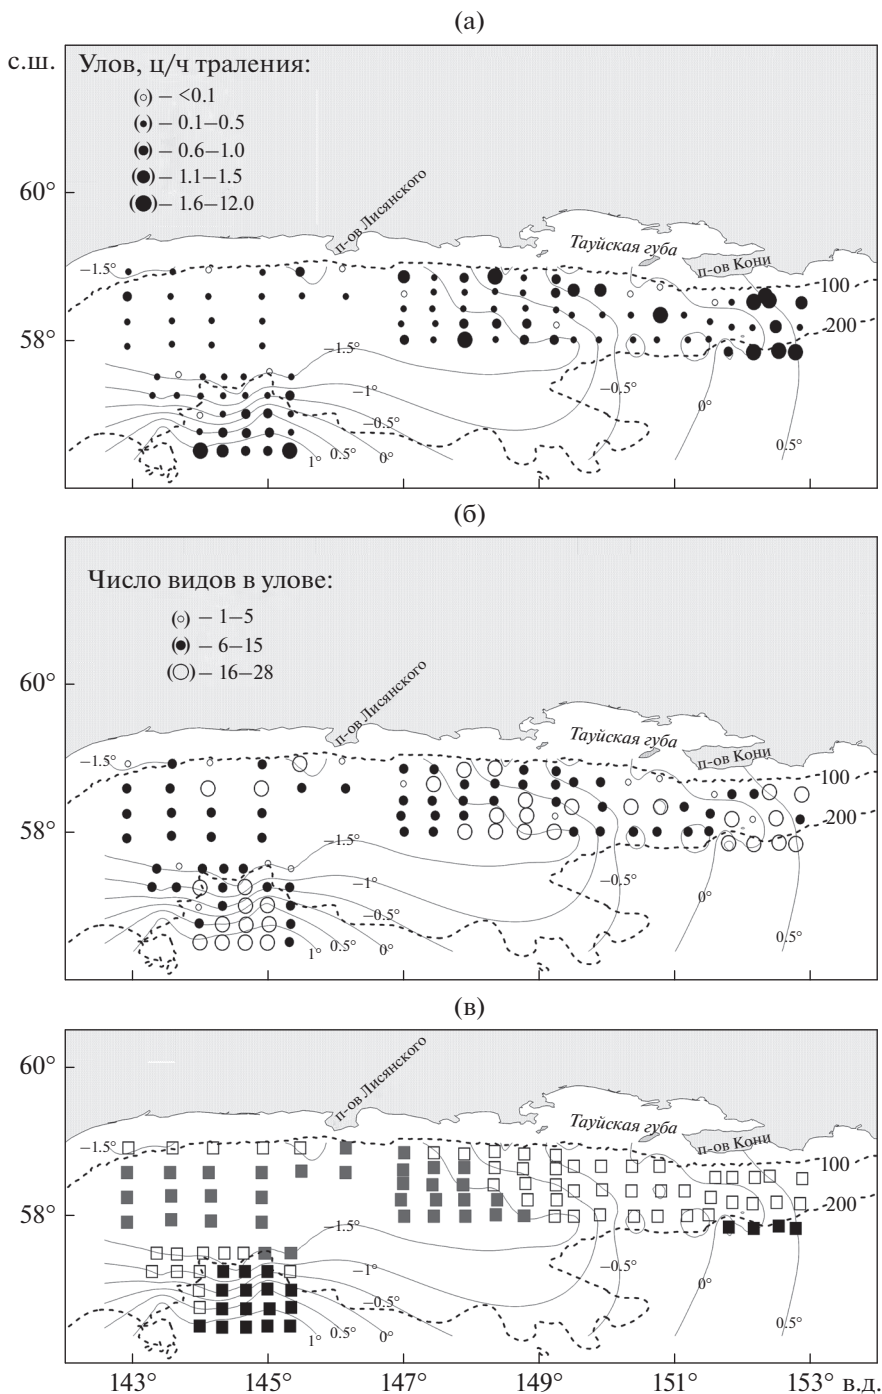 (а)
с.ш.
Улов, ц/ч траления:
( ) – <0.1
( ) – 0.1–0.5
( ) – 0.6–1.0
( ) – 1.1–1.5
( ) – 1.6–12.0
60°
п-ов Лисянского
Тауйская губа
п-ов Кони
–1.5°
100
200
58°
–1.5°
–1°
–0.5°
–0.5°
0°
0.5°
1°
0.5°
0°
(б)
Число видов в улове:
( ) – 1–5
( ) – 6–15
( ) – 16–28
60°
п-ов Лисянского
Тауйская губа
п-ов Кони
–1.5°
100
200
58°
–1.5°
–1°
–0.5°
–0.5°
0°
0.5°
1°
0.5°
0°
(в)
60°
п-ов Лисянского
Тауйская губа
п-ов Кони
–1.5°
100
200
58°
–1.5°
–1°
–0.5°
–0.5°
0°
0.5°
1°
0.5°
0°
143°
145°
147°
149°
151°
153° в.д.